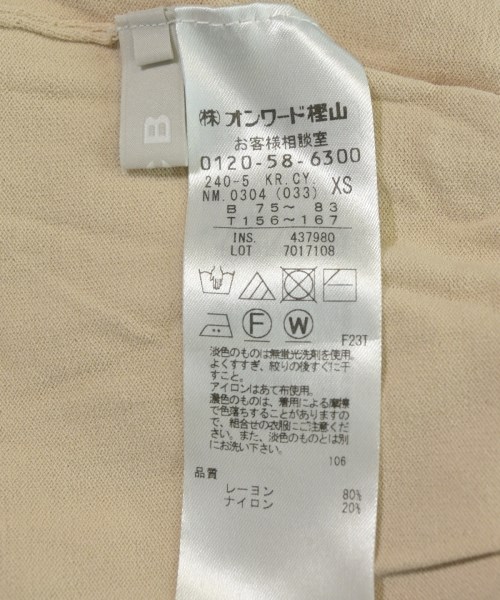 B
㈱オンワード樫山
お客様相談室
0120-58-6300
240-5 KR.CY. XS
NM.0304 (033)
B 75～ 83
T 156～167
INS. 437980
LOT 7017108
F W
F23T
淡色のものは無蛍光洗剤を使用。
よくすすぎ、絞りの後すぐに干
すこと。
アイロンはあて布使用。
濃色のものは、着用による摩擦
で色落ちすることがありますの
で、組合せの衣服にご注意くださ
い。また、淡色のものとは別
にお洗い下さい。
106
品質
レーヨン 80%
ナイロン 20%